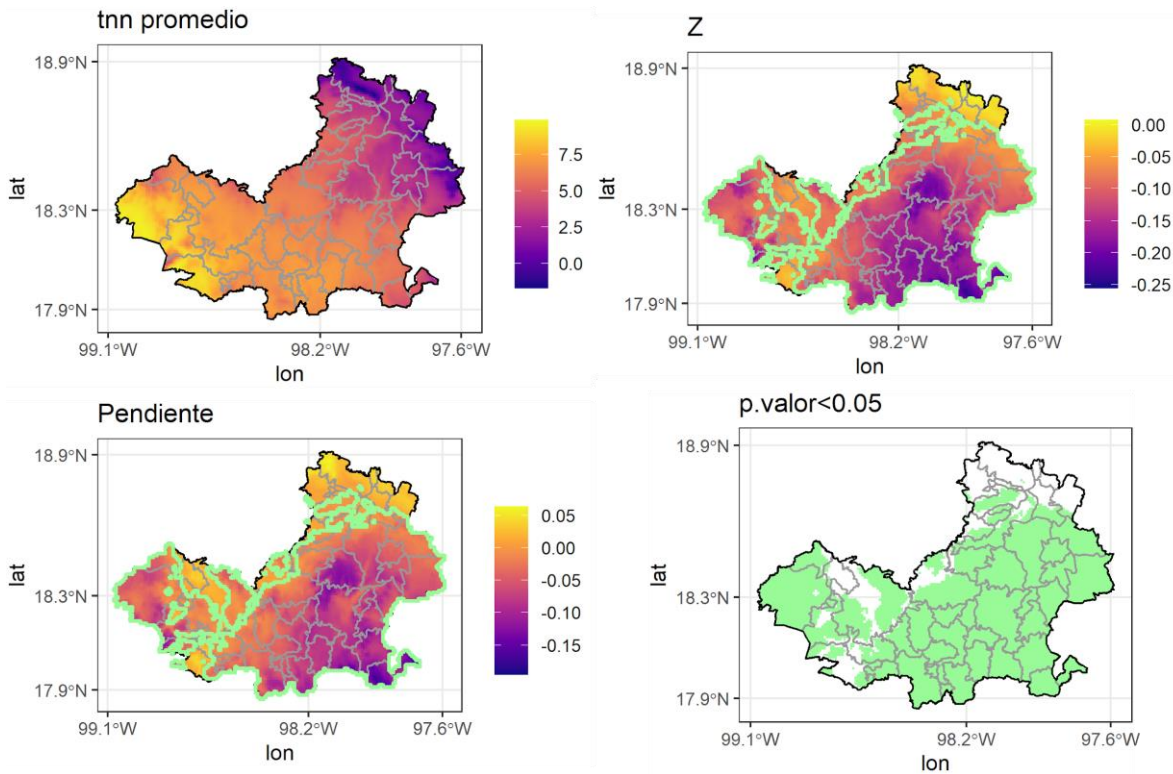 tnn promedio
lat
18.9°N
18.3°N
17.9°N
99.1°W 98.2°W 97.6°W
lon
7.5
5.0
2.5
0.0
Z
lat
18.9°N
18.3°N
17.9°N
99.1°W 98.2°W 97.6°W
lon
0.00
-0.05
-0.10
-0.15
-0.20
-0.25
Pendiente
lat
18.9°N
18.3°N
17.9°N
99.1°W 98.2°W 97.6°W
lon
0.05
0.00
-0.05
-0.10
-0.15
p.valor<0.05
lat
18.9°N
18.3°N
17.9°N
99.1°W 98.2°W 97.6°W
lon